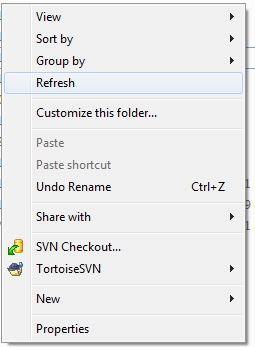 View
Sort by
Group by
Refresh
Customize this folder...
Paste
Paste shortcut
Undo Rename Ctrl+Z
Share with
SVN Checkout...
TortoiseSVN
New
Properties